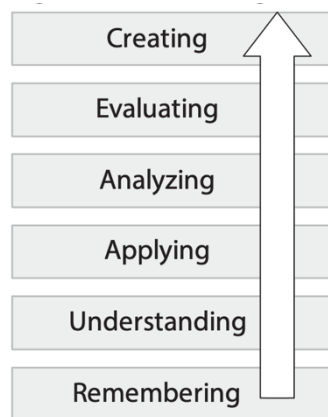 Creating
Evaluating
Analyzing
Applying
Understanding
Remembering